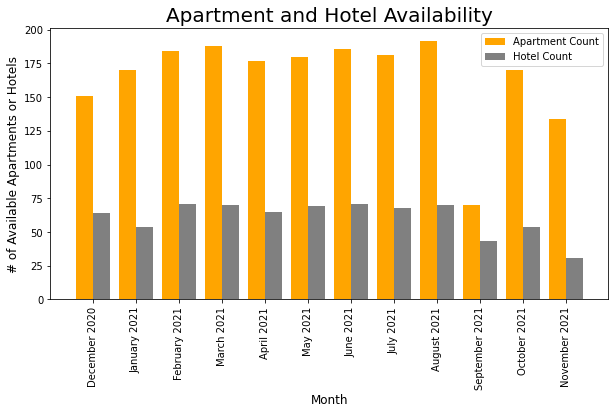 Apartment and Hotel Availability
# of Available Apartments or Hotels
200
175
150
125
100
75
50
25
0
Apartment Count
Hotel Count
December 2020
January 2021
February 2021
March 2021
April 2021
May 2021
June 2021
July 2021
August 2021
September 2021
October 2021
November 2021
Month